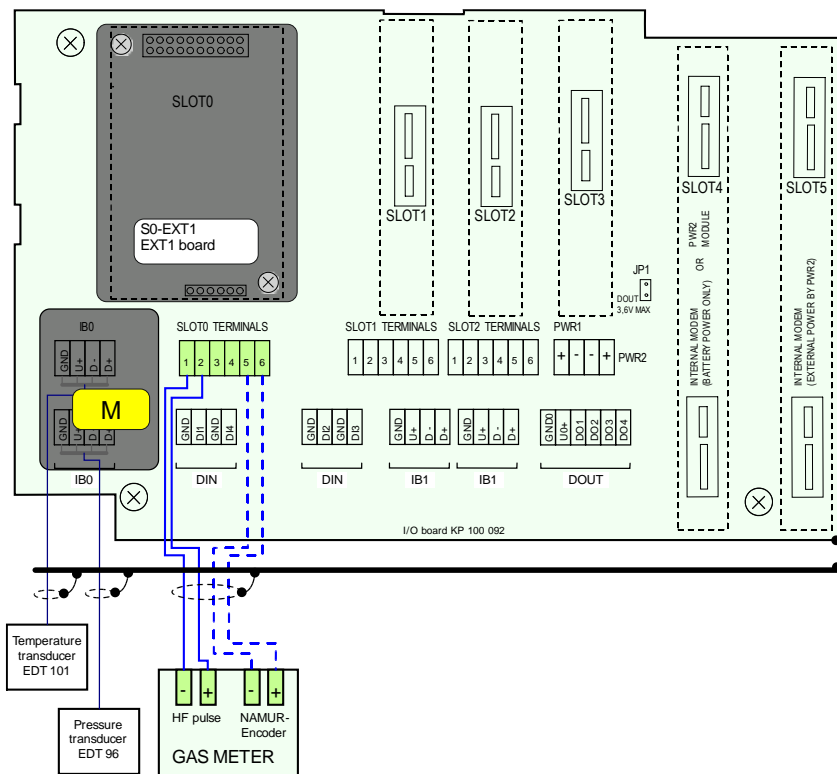 SLOT0
S0-EXT1
EXT1 board
SLOT1
SLOT2
SLOT3
SLOT4
SLOT5
JP1
DOUT
3,6V MAX
INTERNAL MODEM
(BATTERY POWER ONLY)
OR
PWR2
MODULE
INTERNAL MODEM
(EXTERNAL POWER BY PWR2)
IB0
SLOT0 TERMINALS
SLOT1 TERMINALS
SLOT2 TERMINALS
PWR1
GND U+ D- D+
1 2 3 4 5 6
1 2 3 4 5 6
1 2 3 4 5 6
+ - - +
PWR2
M
GND U+ D D+
GND DI1 GND DI4
GND DI2 GND DI3
GND U+ D- D+
GND U+ D- D+
GND0 U0+ DO1 DO2 DO3 DO4
IB0
DIN
DIN
IB1
IB1
DOUT
I/O board KP 100 092
Temperature
transducer
EDT 101
Pressure
transducer
EDT 96
- + - +
HF pulse
NAMUR-
Encoder
GAS METER